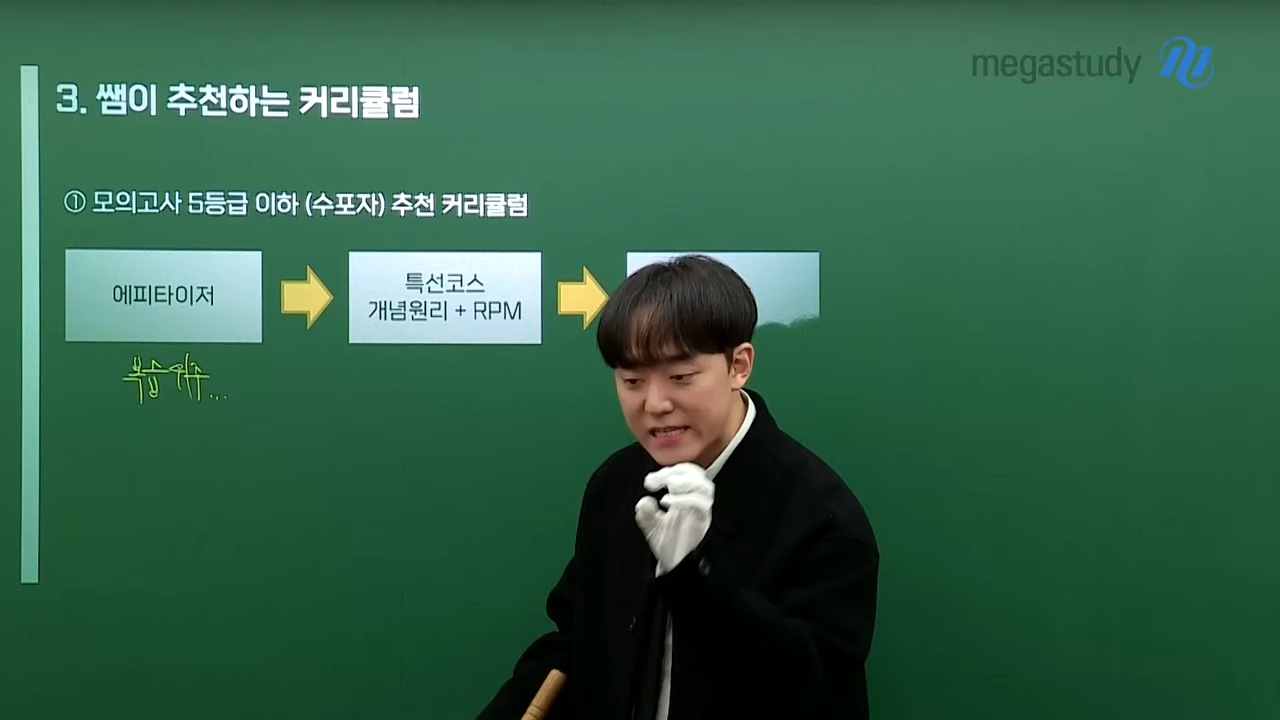 megastudy
3. 쌤이 추천하는 커리큘럼
① 모의고사 5등급 이하 (수포자) 추천 커리큘럼
에피타이저
특선코스
개념원리 + RPM
복습위주...